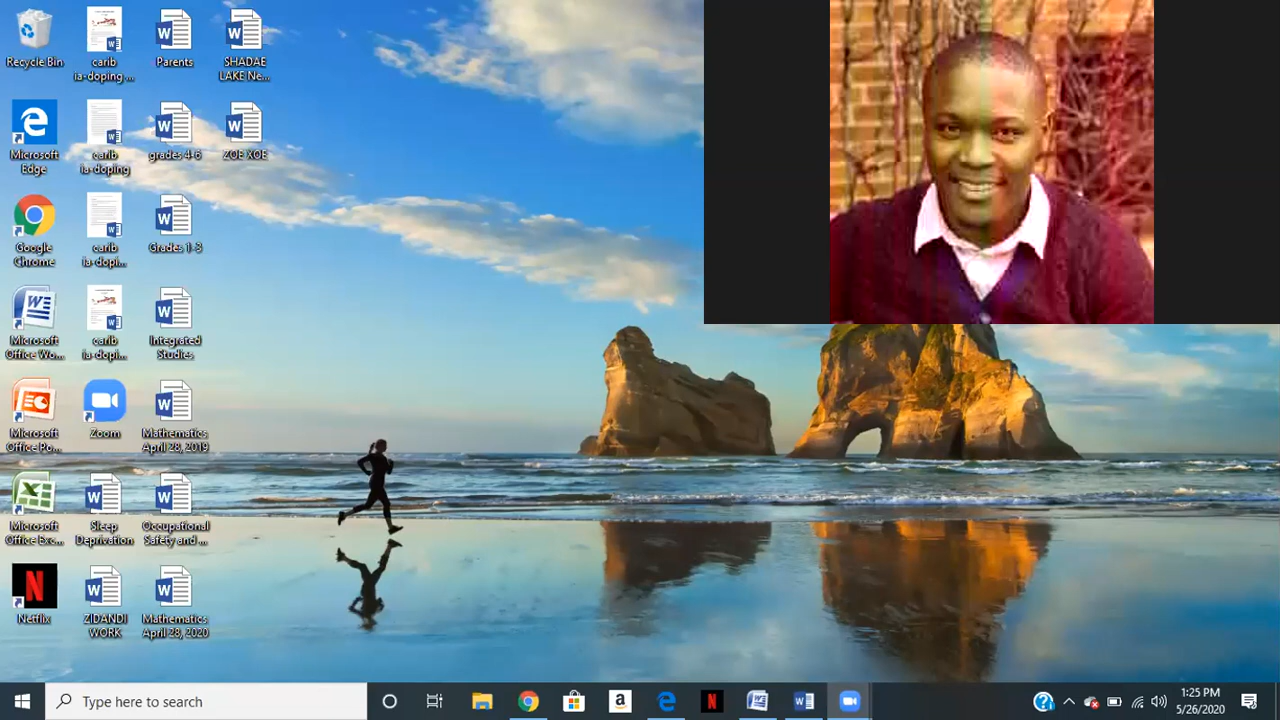 Recycle Bin
carib
ia-doping ...
Parents
SHADAE
LAKE Ne...
Microsoft
Edge
carib
ia-doping
grades 4-6
ZOE XOE
Google
Chrome
carib
ia-dopi...
Grades 1-3
Microsoft
Office Wo...
carib
ia-dopi...
Integrated
Studies
Microsoft
Office Po...
Zoom
Mathematics
April 28, 2019
Microsoft
Office Exc...
Sleep
Deprivation
Occupational
Safety and ...
Netflix
ZIDANDI
WORK
Mathematics
April 28, 2020
Type here to search
1:25 PM
5/26/2020